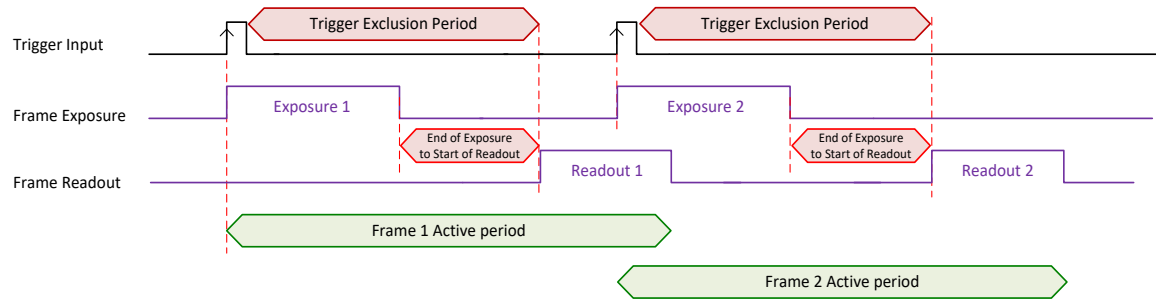 Trigger Input
Trigger Exclusion Period
Trigger Exclusion Period
Frame Exposure
Exposure 1
Exposure 2
End of Exposure
to Start of Readout
End of Exposure
to Start of Readout
Frame Readout
Readout 1
Readout 2
Frame 1 Active period
Frame 2 Active period